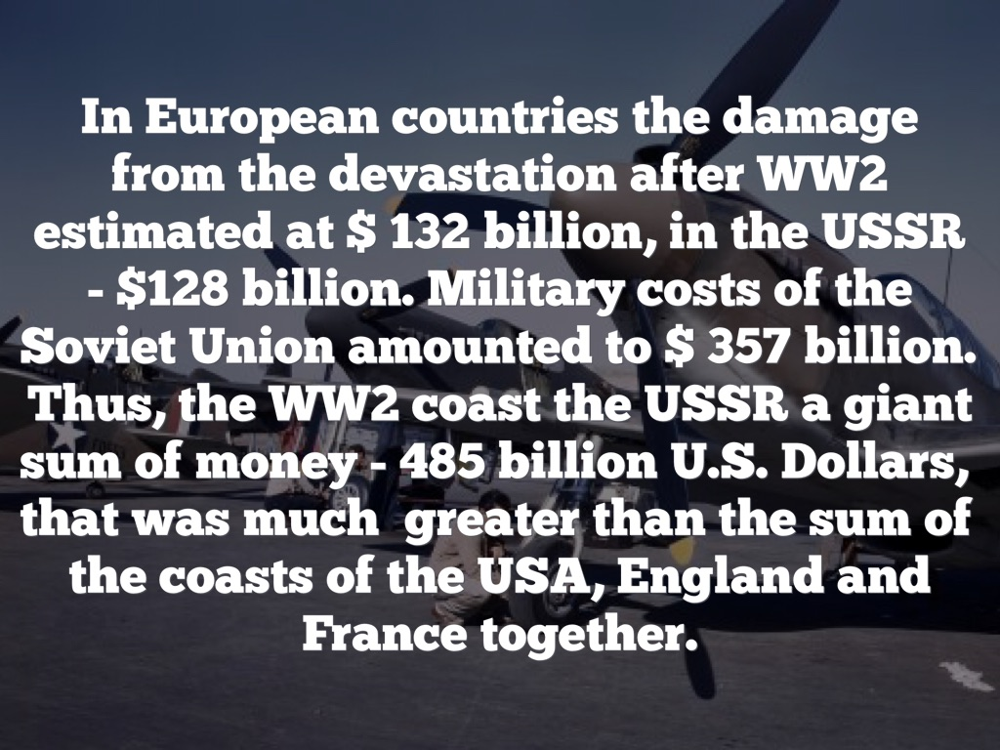 In European countries the damage
from the devastation after WW2
estimated at $ 132 billion, in the USSR
- $128 billion. Military costs of the
Soviet Union amounted to $ 357 billion.
Thus, the WW2 coast the USSR a giant
sum of money - 485 billion U.S. Dollars,
that was much  greater than the sum of
the coasts of the USA, England and
France together.